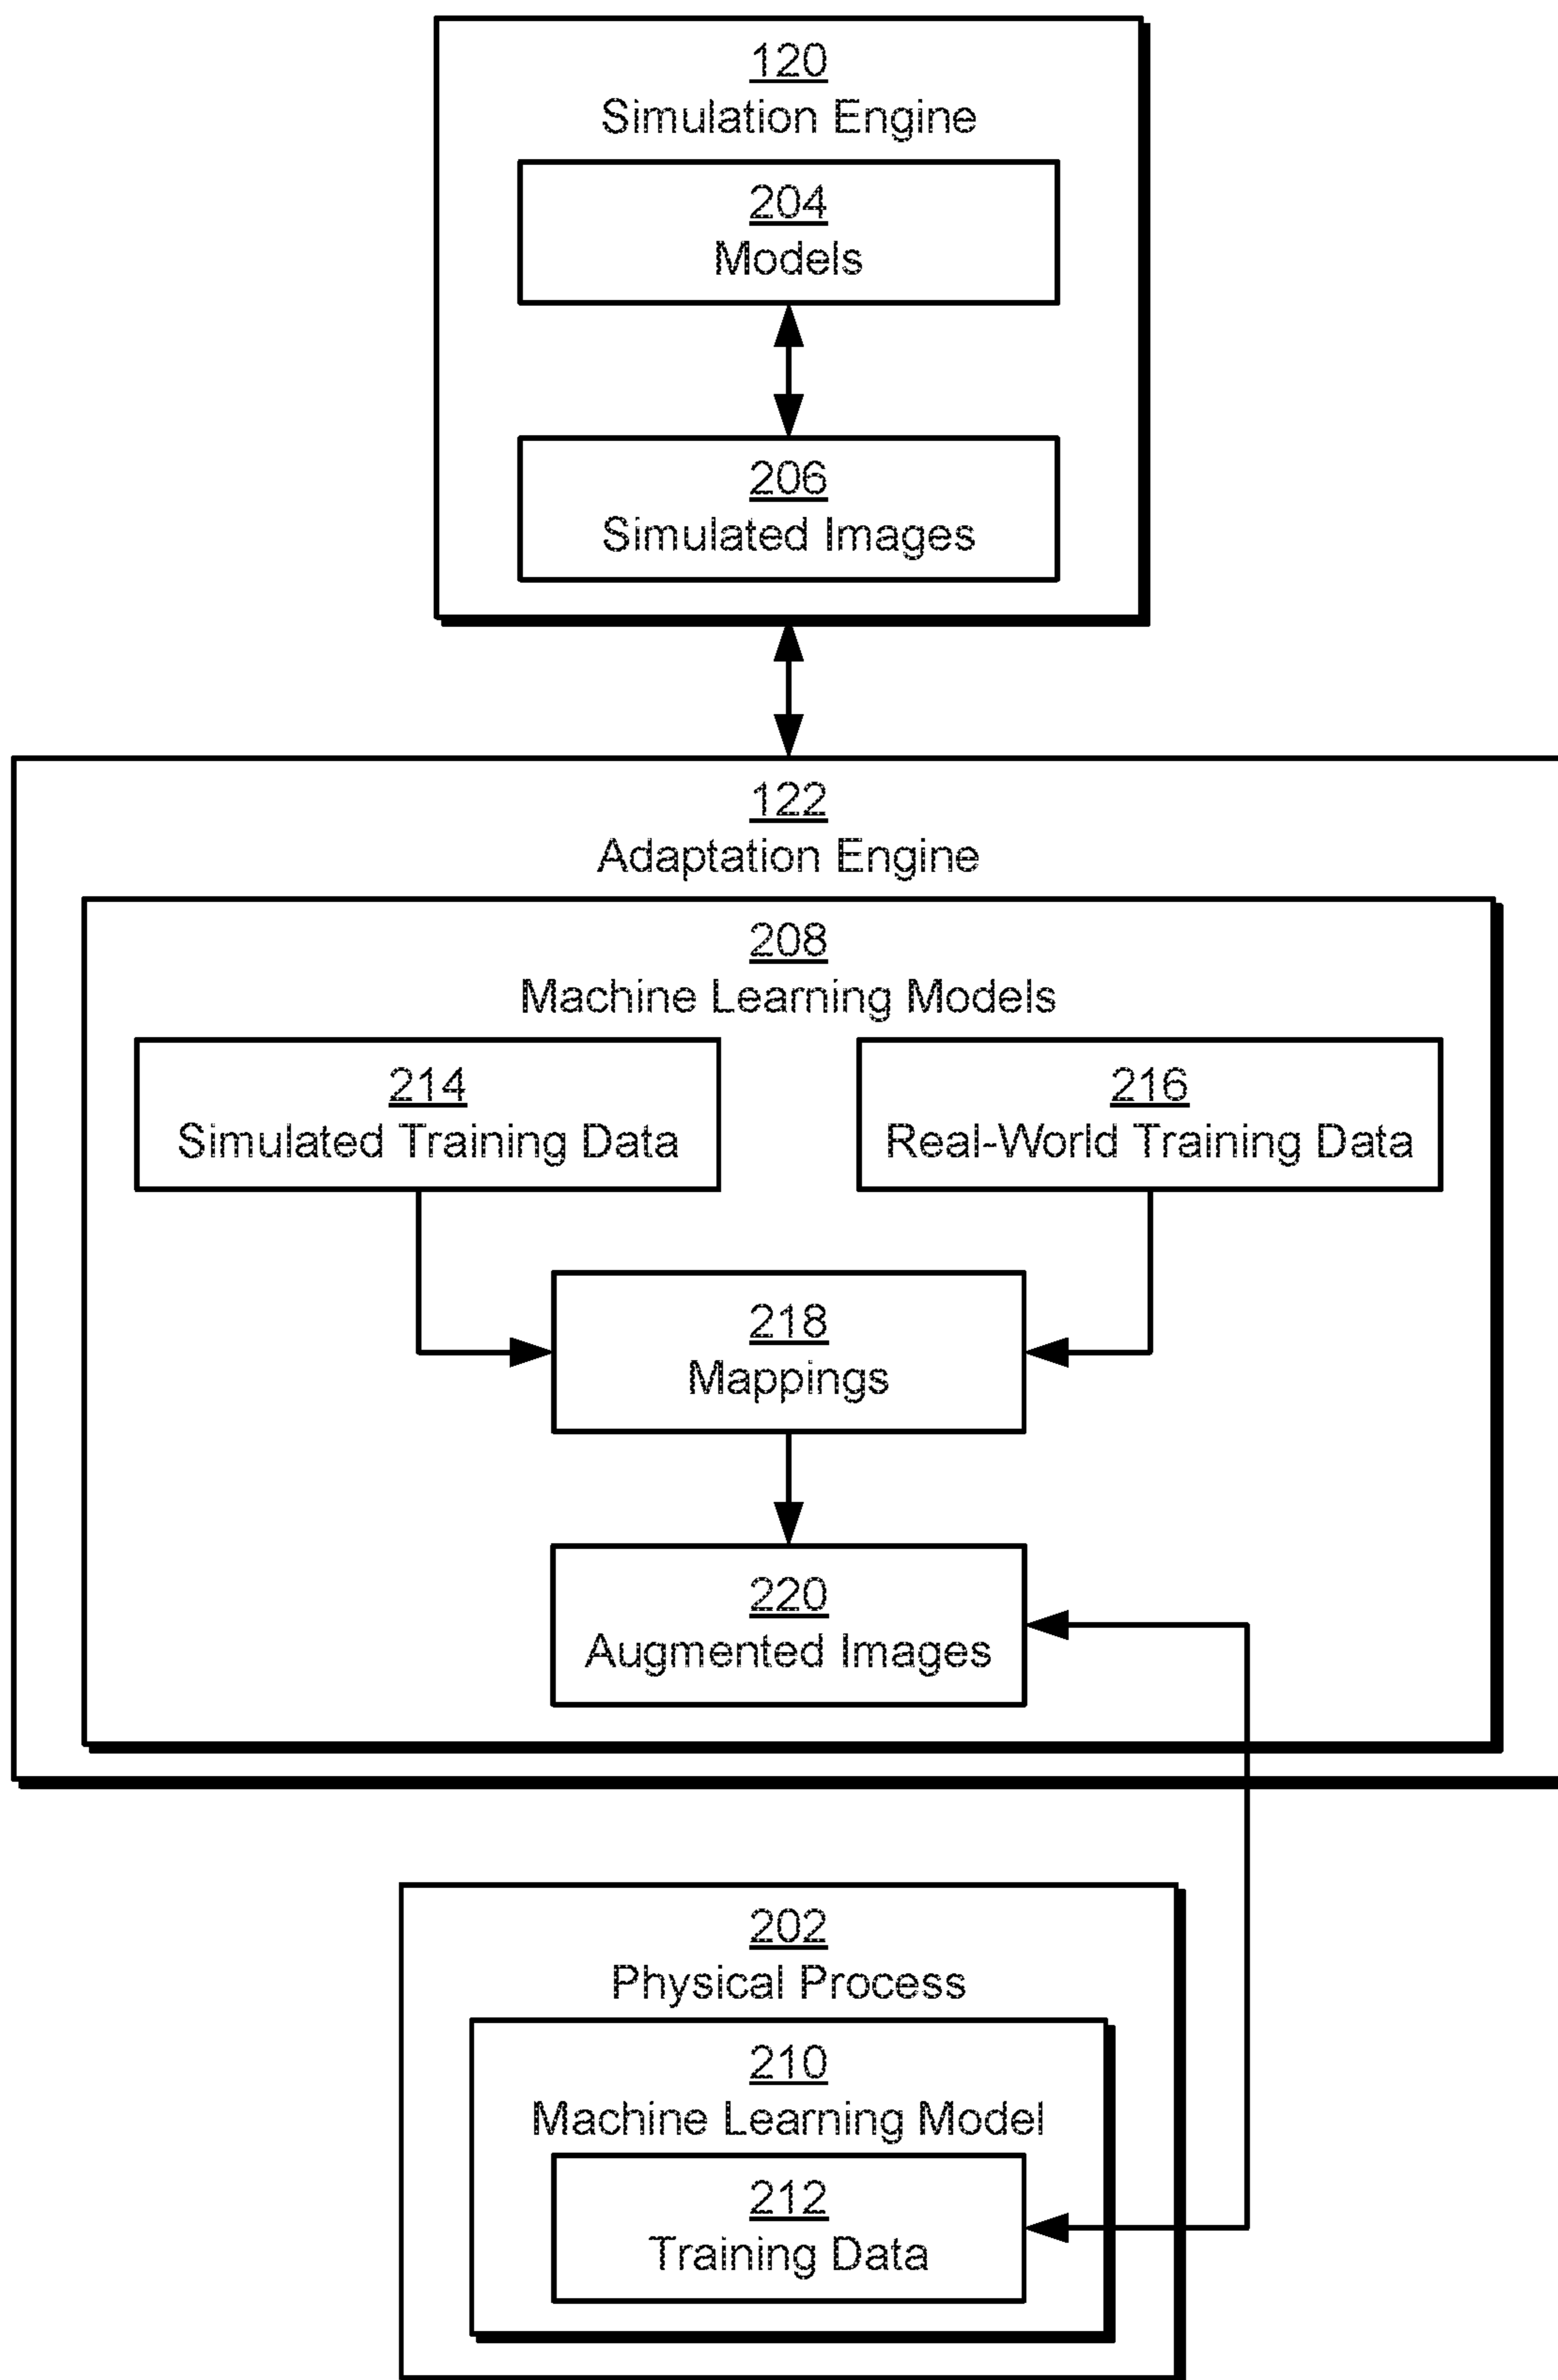 120
Simulation Engine
204
Models
206
Simulated Images
122
Adaptation Engine
208
Machine Learning Models
214
Simulated Training Data
216
Real-World Training Data
218
Mappings
220
Augmented Images
202
Physical Process
210
Machine Learning Model
212
Training Data